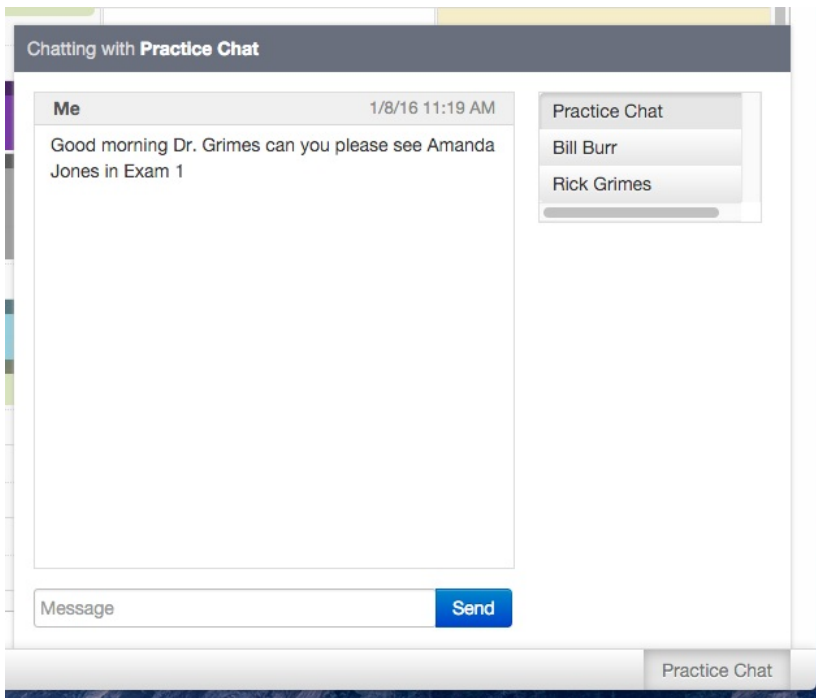 Chatting with Practice Chat
Me 1/8/16 11:19 AM
Good morning Dr. Grimes can you please see Amanda
Jones in Exam 1
Practice Chat
Bill Burr
Rick Grimes
Message Send
Practice Chat